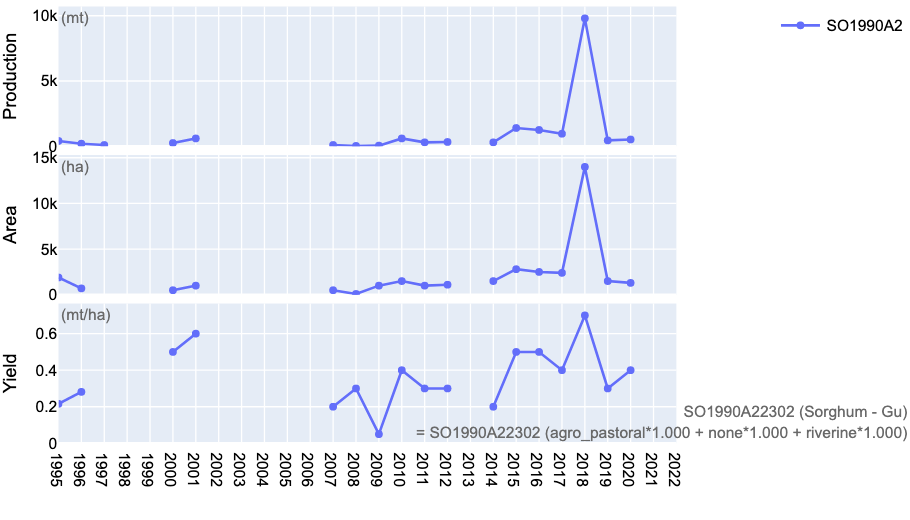 10k
(mt)
5k
0
Production
SO1990A2
15k
(ha)
10k
5k
0
Area
(mt/ha)
0.6
0.4
0.2
0
Yield
SO1990A22302 (Sorghum - Gu)
= SO1990A22302 (agro_pastoral*1.000 + none*1.000 + riverine*1.000)
1995
1996
1997
1998
1999
2000
2001
2002
2003
2004
2005
2006
2007
2008
2009
2010
2011
2012
2013
2014
2015
2016
2017
2018
2019
2020
2021
2022